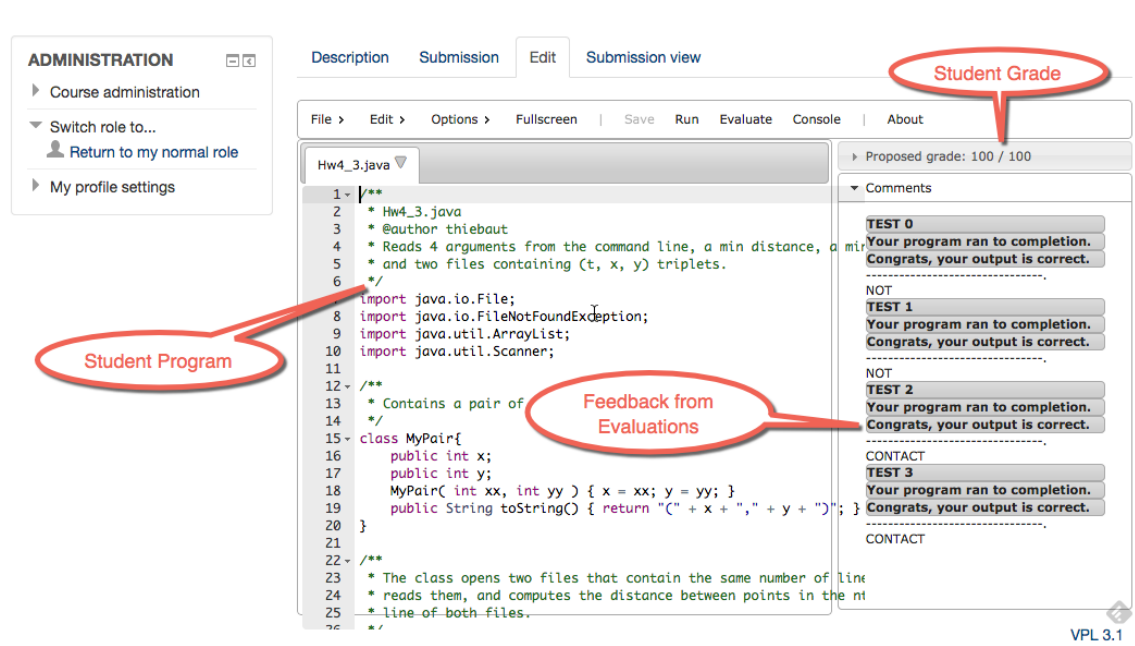 ADMINISTRATION
Course administration
Switch role to...
Return to my normal role
My profile settings
Description Submission Edit Submission view
Student Grade
File > Edit > Options > Fullscreen | Save Run Evaluate Console | About
Hw4_3.java
1 /**
2 * Hw4_3.java
3 * @author thiebaut
4 * Reads 4 arguments from the command line, a min distance, a mir
5 * and two files containing (t, x, y) triplets.
6 */
7 import java.io.File;
8 import java.io.FileNotFoundException;
9 import java.util.ArrayList;
10 import java.util.Scanner;
11
12 /**
13 * Contains a pair of
14 */
15 class MyPair{
16 public int x;
17 public int y;
18 MyPair( int xx, int yy ) { x = xx; y = yy; }
19 public String toString() { return "(" + x + "," + y + ")"; }
20 }
21
22 /**
23 * The class opens two files that contain the same number of line
24 * reads them, and computes the distance between points in the nt
25 * line of both files.
26 */
Student Program
Feedback from
Evaluations
Proposed grade: 100 / 100
Comments
TEST 0
Your program ran to completion.
Congrats, your output is correct.
------------------------------.
NOT
TEST 1
Your program ran to completion.
Congrats, your output is correct.
------------------------------.
NOT
TEST 2
Your program ran to completion.
Congrats, your output is correct.
------------------------------.
CONTACT
TEST 3
Your program ran to completion.
Congrats, your output is correct.
------------------------------.
CONTACT
VPL 3.1